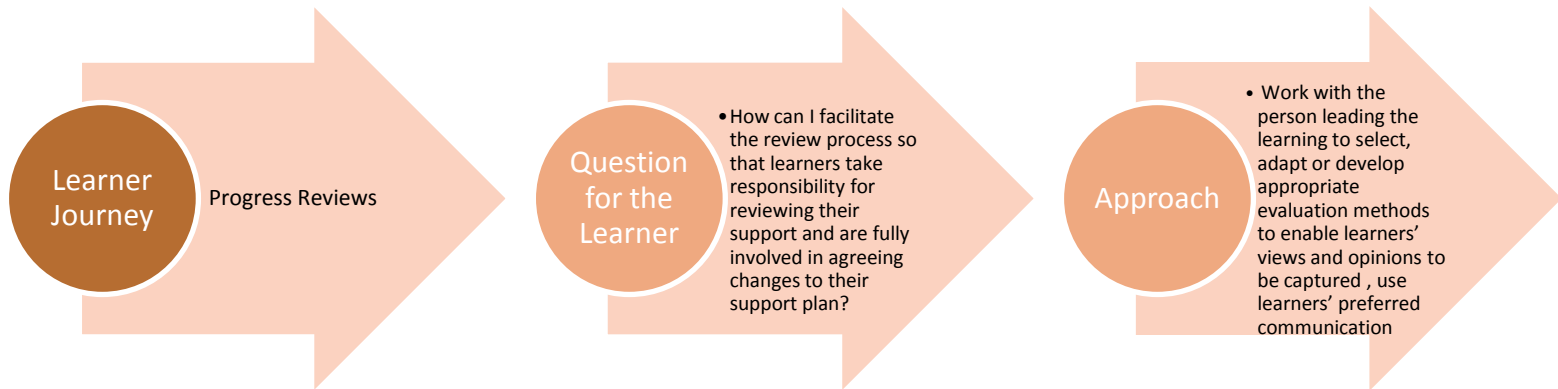 Learner
Journey
Progress Reviews
Question
for the
Learner
•How can I facilitate
the review process so
that learners take
responsibility for
reviewing their
support and are fully
involved in agreeing
changes to their
support plan?
Approach
• Work with the
person leading the
learning to select,
adapt or develop
appropriate
evaluation methods
to enable learners’
views and opinions to
be captured , use
learners’ preferred
communication